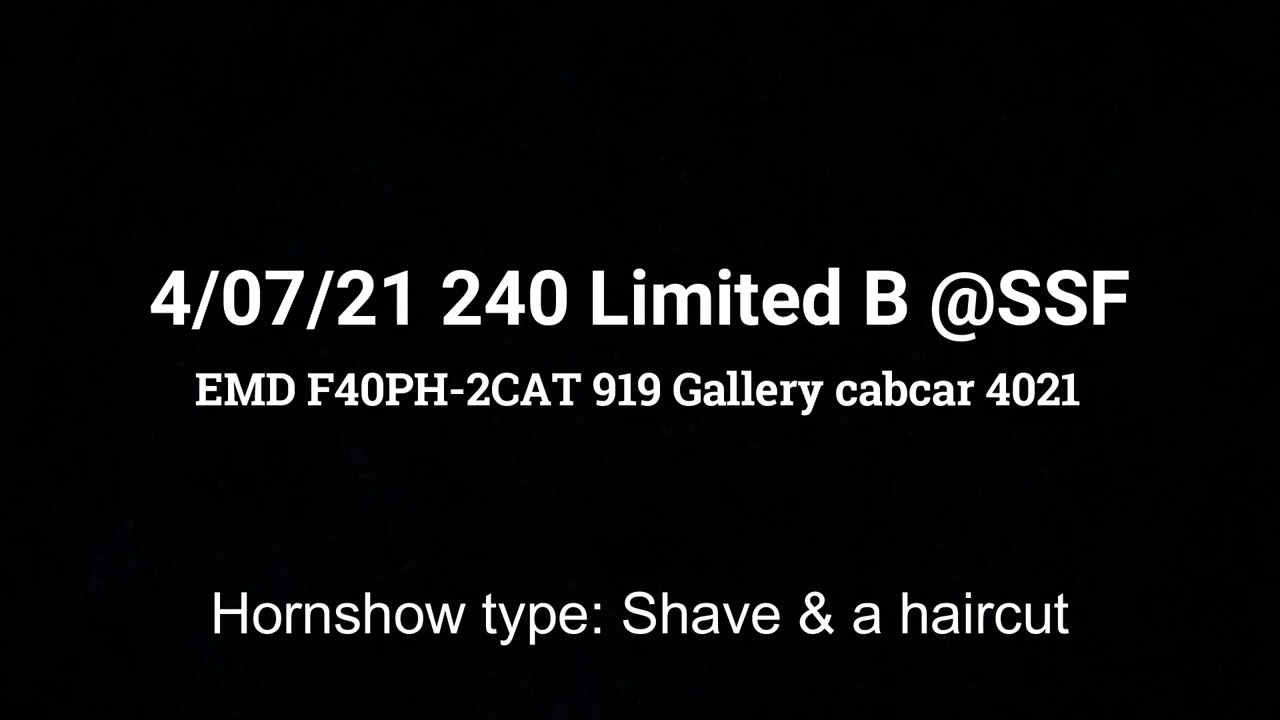 4/07/21 240 Limited B @SSF
EMD F40PH-2CAT 919 Gallery cabcar 4021
Hornshow type: Shave & a haircut